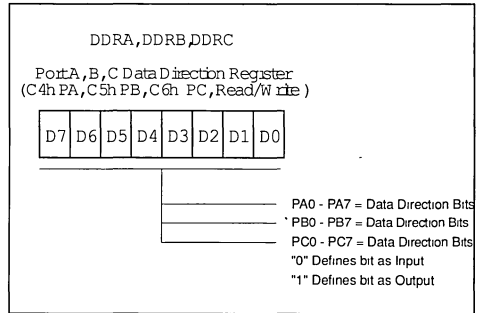 DDRA,DDRB,DDRC
Port A,B,C Data Direction Register
(C4h PA,C5h PB,C6h PC,Read/Write)
D7 D6 D5 D4 D3 D2 D1 D0
PA0 - PA7 = Data Direction Bits
PB0 - PB7 = Data Direction Bits
PC0 - PC7 = Data Direction Bits
"0" Defines bit as Input
"1" Defines bit as Output